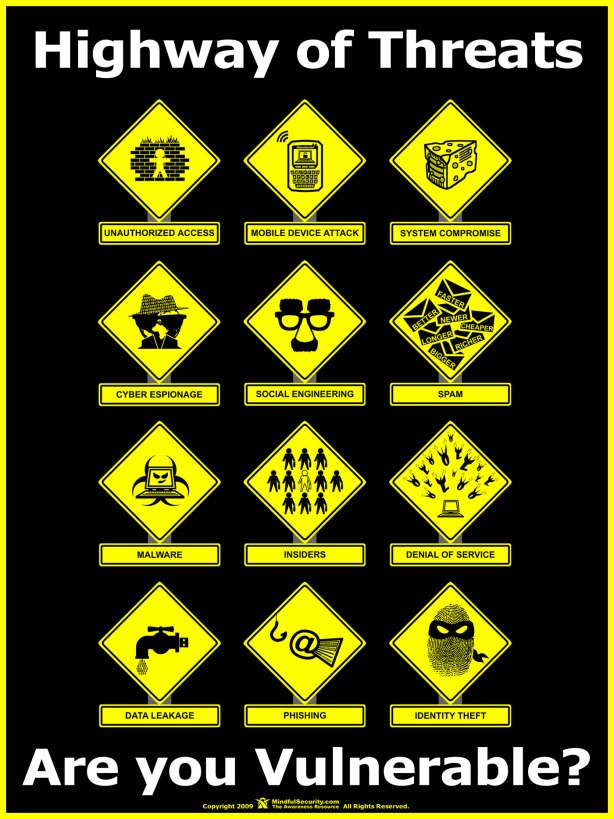 Highway of Threats
UNAUTHORIZED ACCESS
MOBILE DEVICE ATTACK
SYSTEM COMPROMISE
FASTER
BETTER
NEWER
CHEAPER
LONGER
RICHER
BIGGER
CYBER ESPIONAGE
SOCIAL ENGINEERING
SPAM
MALWARE
INSIDERS
DENIAL OF SERVICE
@
DATA LEAKAGE
PHISHING
IDENTITY THEFT
Are you Vulnerable?
Copyright 2009 MindfulSecurity.com The Awareness Resource All Rights Reserved.